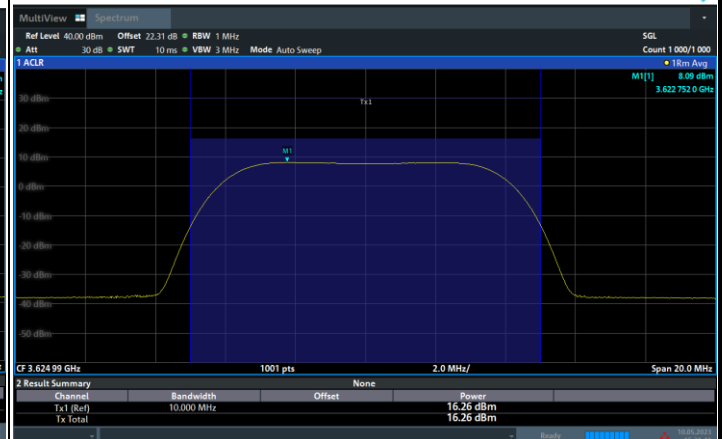 MultiView Spectrum
Ref Level 40.00 dBm Offset 22.31 dB RBW 1 MHz SGL
Att 30 dB SWT 10 ms VBW 3 MHz Mode Auto Sweep Count 1 000/1 000
1 ACLR 1Rm Avg
M1[1] 8.09 dBm
3.622 752 0 GHz
30 dBm
Tx1
20 dBm
M1
10 dBm
0 dBm
-10 dBm
-20 dBm
-30 dBm
-40 dBm
-50 dBm
CF 3.624 99 GHz 1001 pts 2.0 MHz/ Span 20.0 MHz
2 Result Summary None
Channel Bandwidth Offset Power
Tx1 (Ref) 10.000 MHz 16.26 dBm
Tx Total 16.26 dBm
Ready 10.05.2023